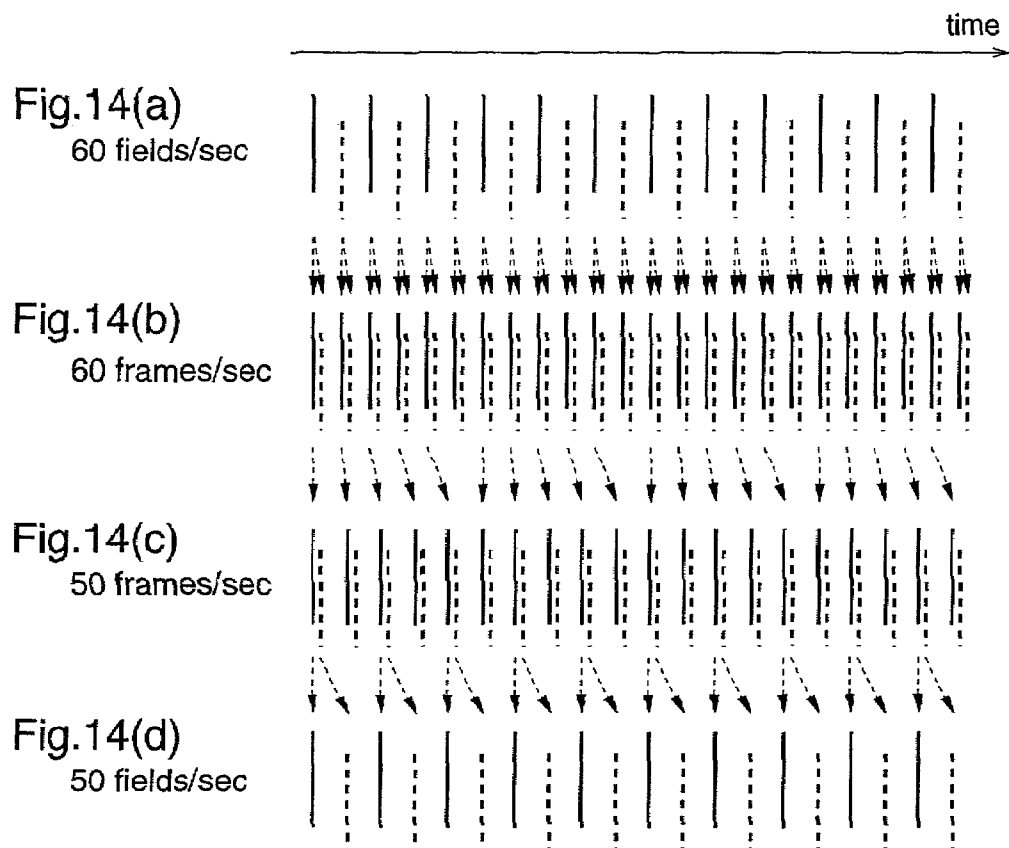 time
Fig.14(a)
60 fields/sec
Fig.14(b)
60 frames/sec
Fig.14(c)
50 frames/sec
Fig.14(d)
50 fields/sec